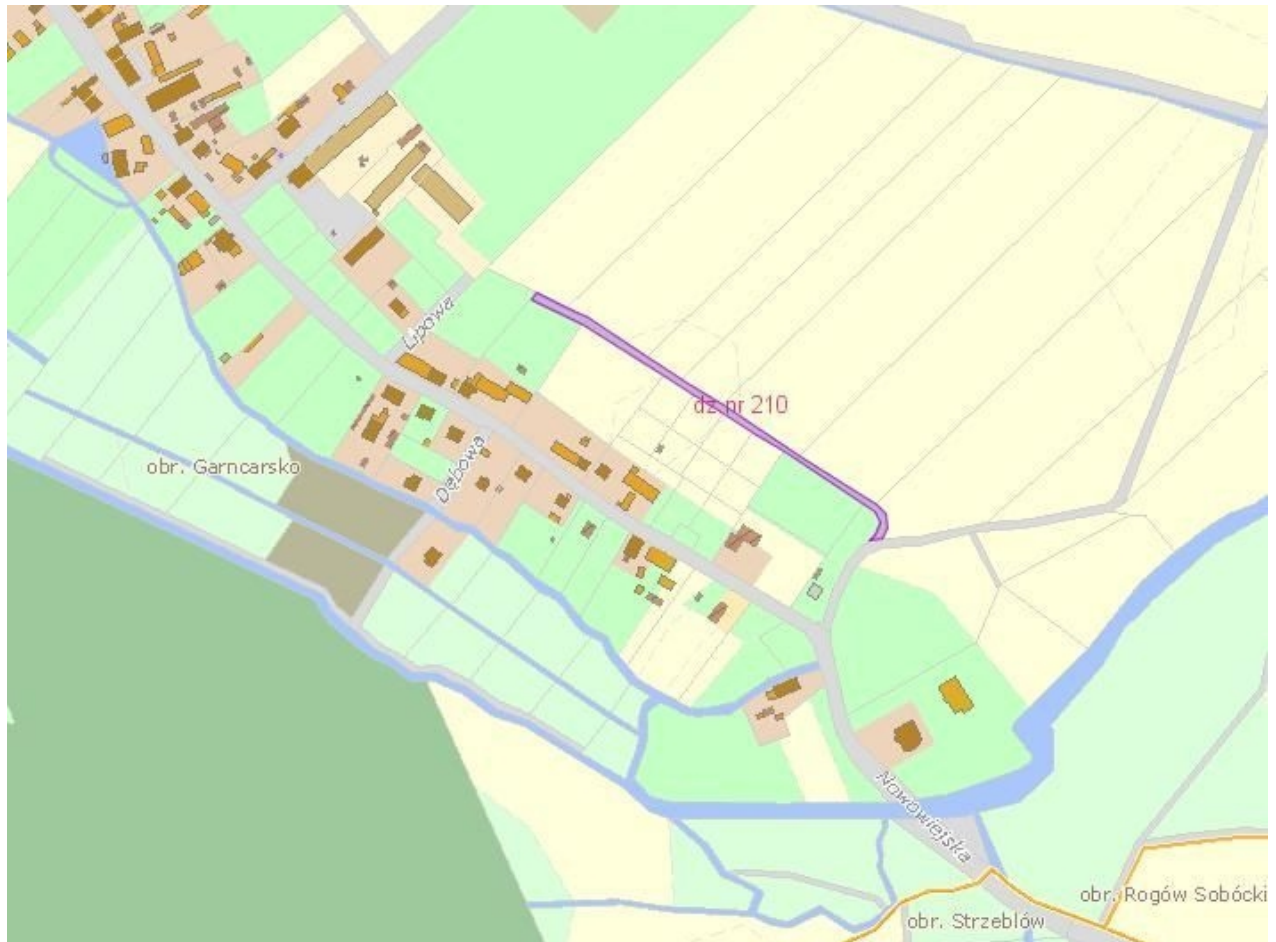 Lipowa
dz nr 210
Dębowa
obr. Garncarsko
Nowowiejska
obr. Rogów Sobócki
obr. Strzeblów